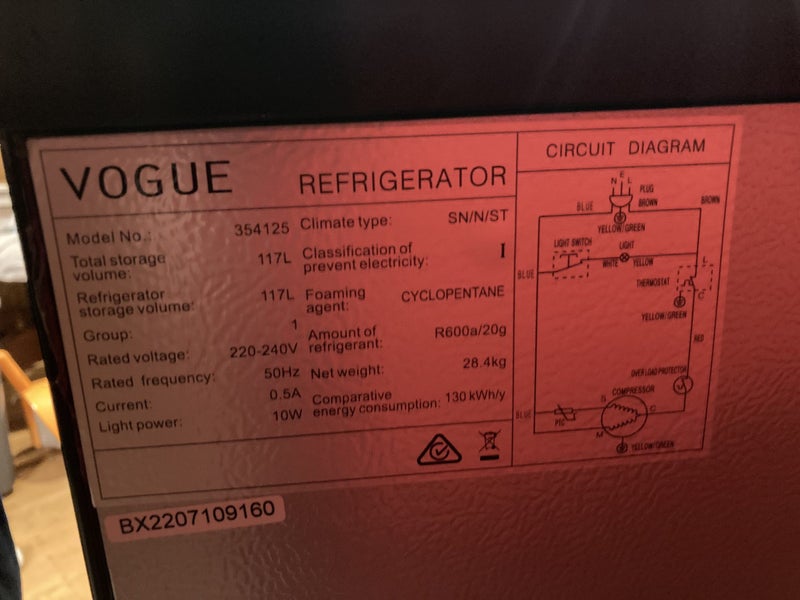 VOGUE REFRIGERATOR
Model No.: 354125
Total storage volume: 117L
Refrigerator storage volume: 117L
Group: 1
Rated voltage: 220-240V
Rated frequency: 50Hz
Current: 0.5A
Light power: 10W
Climate type: SN/N/ST
Classification of prevent electricity: I
Foaming agent: CYCLOPENTANE
Amount of refrigerant: R600a/20g
Net weight: 28.4kg
Comparative energy consumption: 130 kWh/y
CIRCUIT DIAGRAM
E
N L
PLUG
BLUE BROWN BROWN
YELLOW/GREEN
LIGHT SWITCH LIGHT
WHITE YELLOW
BLUE
L
THERMOSTAT
C
YELLOW/GREEN
RED
OVER LOAD PROTECTOR
COMPRESSOR
S
BLUE PTC C
M
YELLOW/GREEN
BX2207109160